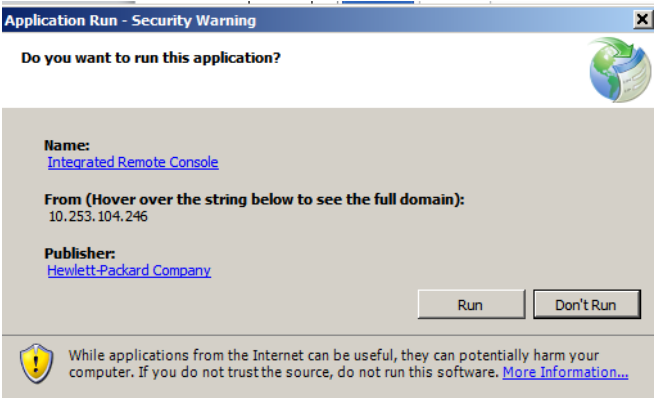 Application Run - Security Warning
Do you want to run this application?
Name:
Integrated Remote Console
From (Hover over the string below to see the full domain):
10.253.104.246
Publisher:
Hewlett-Packard Company
Run
Don't Run
While applications from the Internet can be useful, they can potentially harm your
computer. If you do not trust the source, do not run this software. More Information...